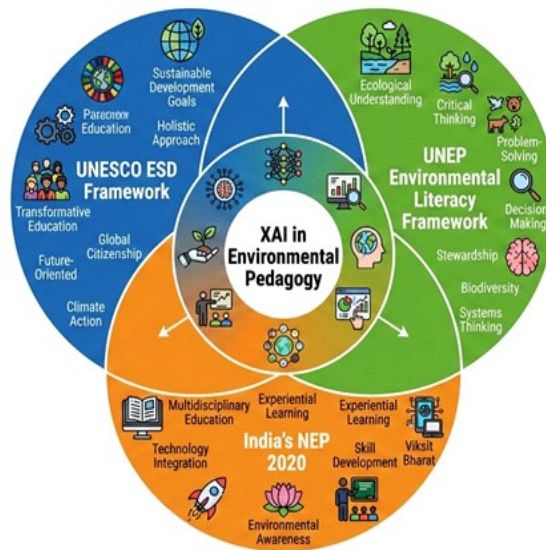 Sustainable
Development
Goals
Holistic
Approach
Education
UNESCO ESD
Framework
Transformative
Education
Global
Citizenship
Future-
Oriented
Climate
Action
Ecological
Understanding
Critical
Thinking
Problem-
Solving
UNEP
Environmental
Literacy
Framework
Decision
Making
Stewardship
Biodiversity
Systems
Thinking
XAI in
Environmental
Pedagogy
Multidisciplinary
Education
Experiential
Learning
Experiential
Learning
India's NEP
2020
Technology
Integration
Skill
Development
Viksit
Bharat
Environmental
Awareness